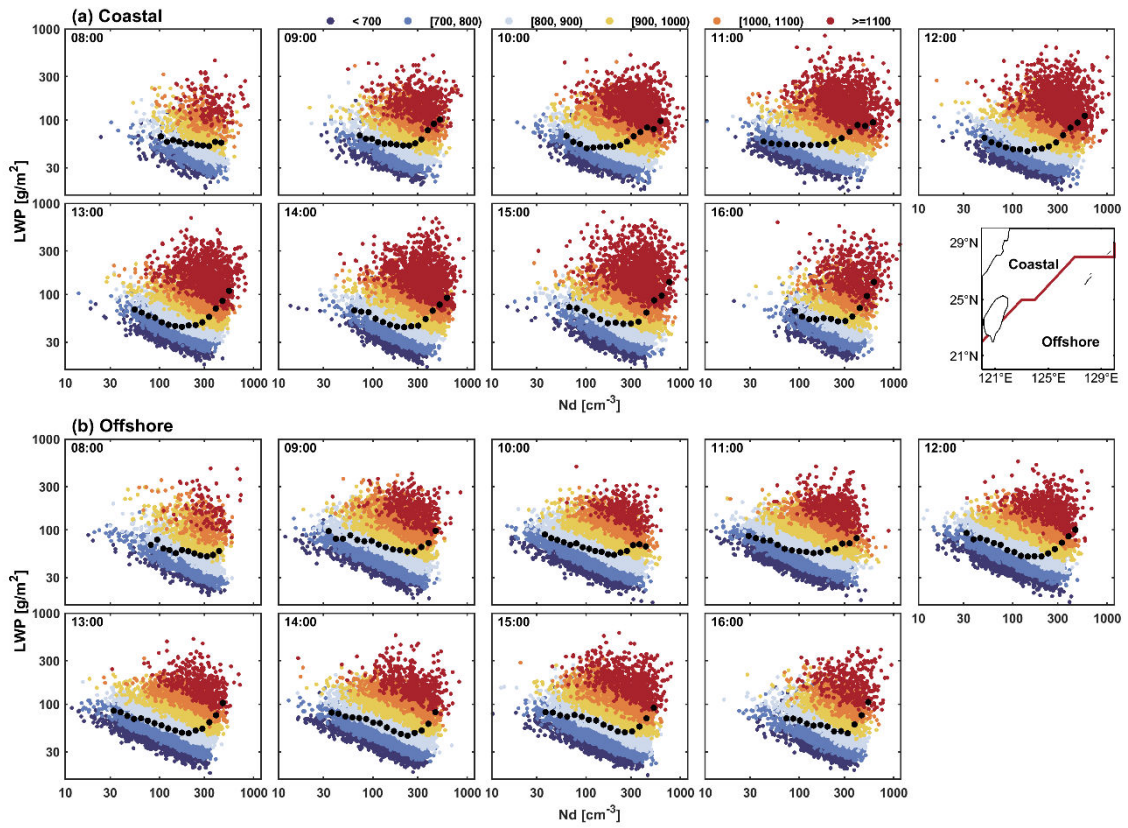 (a) Coastal
< 700 [700, 800) [800, 900) [900, 1000) [1000, 1100) >=1100
1000 08:00 09:00 10:00 11:00 12:00
300
100
30
LWP [g/m²]
10 30 100 300 1000
1000 13:00 14:00 15:00 16:00
300
100
30
29°N Coastal
25°N
21°N Offshore
121°E 125°E 129°E
10 30 100 300 1000 10 30 100 300 1000 10 30 100 300 1000 10 30 100 300 1000
Nd [cm⁻³]
(b) Offshore
1000 08:00 09:00 10:00 11:00 12:00
300
100
30
LWP [g/m²]
10 30 100 300 1000
1000 13:00 14:00 15:00 16:00
300
100
30
10 30 100 300 1000 10 30 100 300 1000 10 30 100 300 1000 10 30 100 300 1000
Nd [cm⁻³]